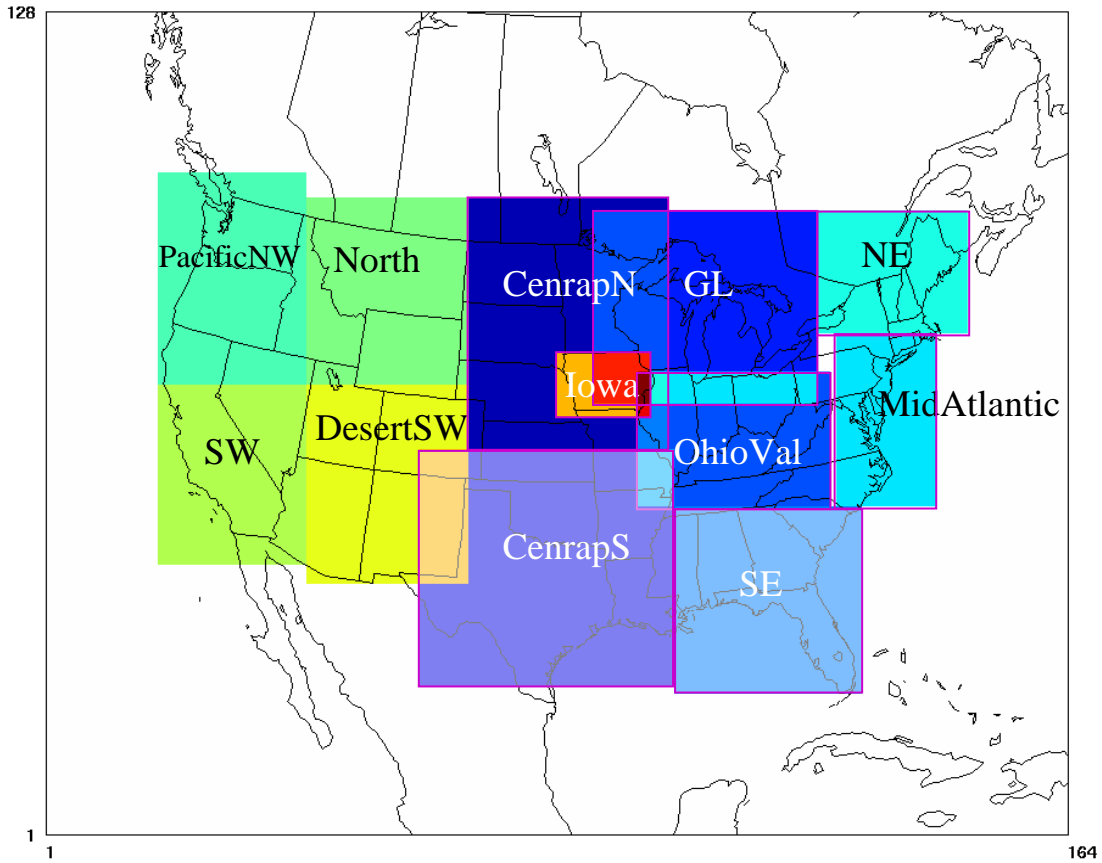 128
PacificNW
North
CenrapN
GL
NE
Iowa
MidAtlantic
DesertSW
SW
OhioVal
CenrapS
SE
1
1
164